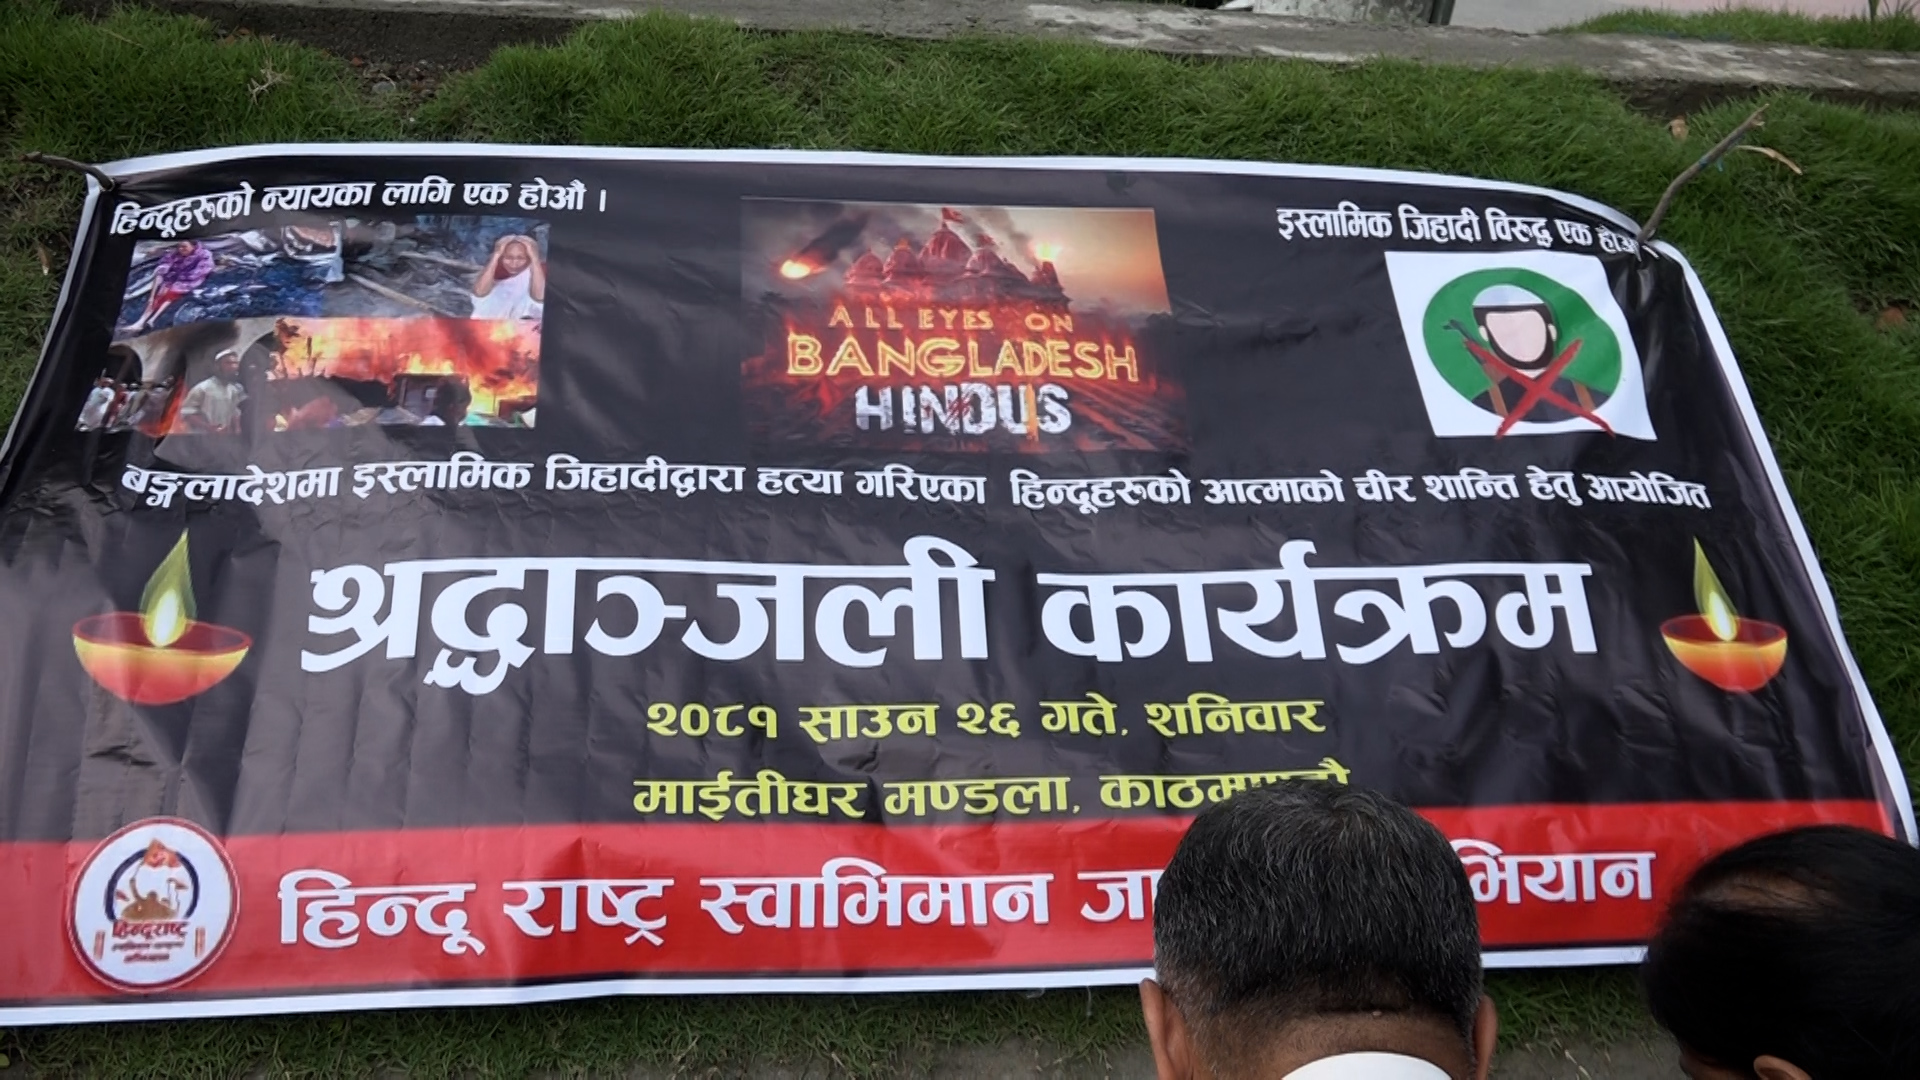 हिन्दूहरूको न्यायका लागि एक होऔं ।
इस्लामिक जिहादी विरुद्ध एक
ALL EYES ON
BANGLADESH
HINDUS
बङ्गलादेशमा इस्लामिक जिहादीद्वारा हत्या गरिएका हिन्दूहरूको आत्माको चीर शान्ति हेतु आयोजित
श्रद्धाञ्जली कार्यक्रम
२०८१ साउन २६ गते, शनिवार
माईतीघर मण्डला,
हिन्दू राष्ट्र स्वाभिमान
हिन्दूराष्ट्र